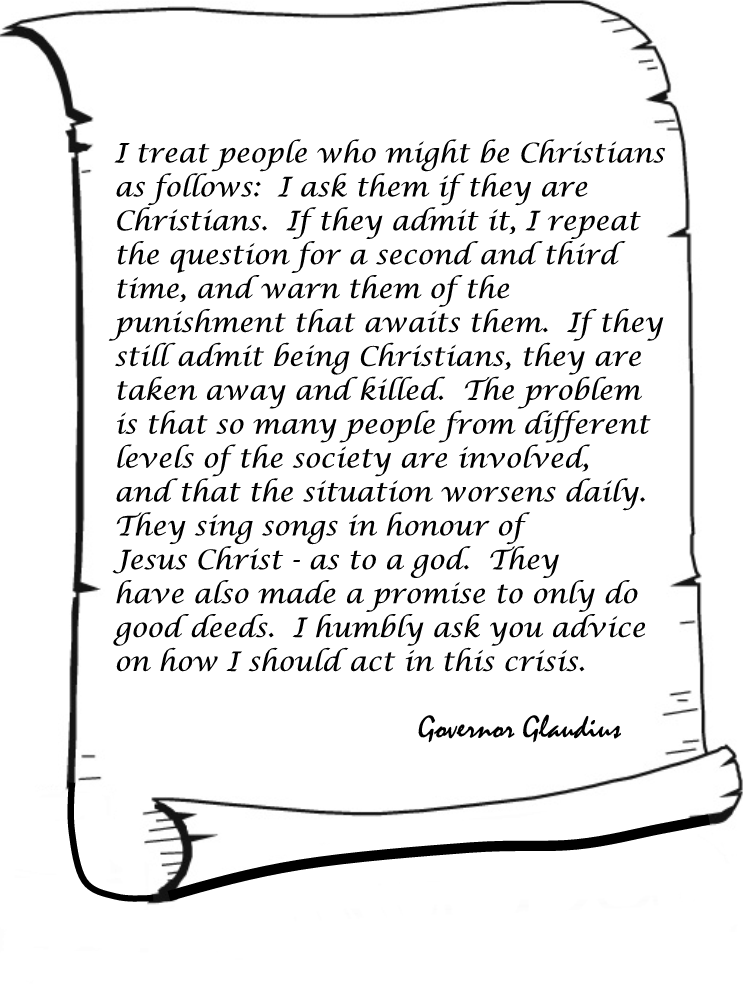 I treat people who might be Christians
as follows:  I ask them if they are
Christians.  If they admit it, I repeat
the question for a second and third
time, and warn them of the
punishment that awaits them.  If they
still admit being Christians, they are
taken away and killed.  The problem
is that so many people from different
levels of the society are involved,
and that the situation worsens daily.
They sing songs in honour of
Jesus Christ - as to a god.  They
have also made a promise to only do
good deeds.  I humbly ask you advice
on how I should act in this crisis.
Governor Glaudius